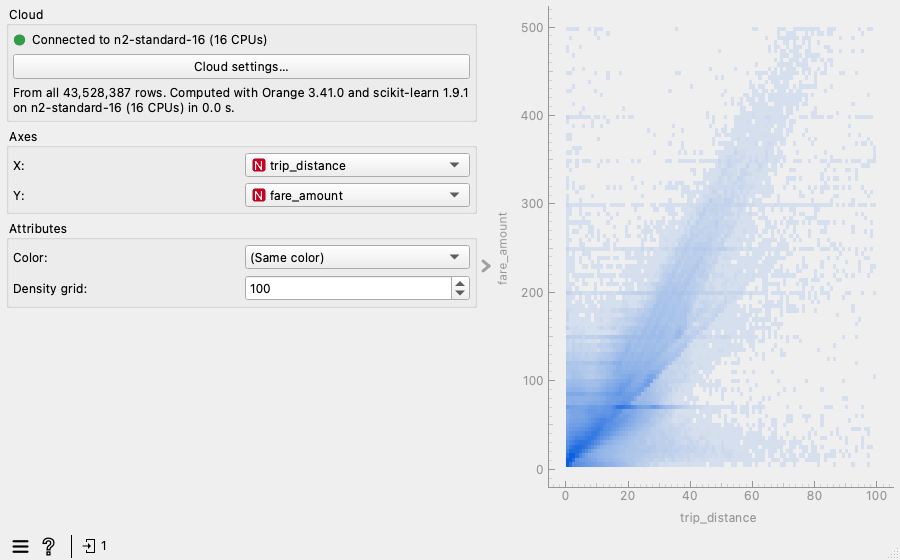 Cloud
Connected to n2-standard-16 (16 CPUs)
Cloud settings...
From all 43,528,387 rows. Computed with Orange 3.41.0 and scikit-learn 1.9.1
on n2-standard-16 (16 CPUs) in 0.0 s.
Axes
X:
N trip_distance
Y:
N fare_amount
Attributes
Color:
(Same color)
Density grid:
100
fare_amount
500
400
300
200
100
0
0 20 40 60 80 100
trip_distance
? 1